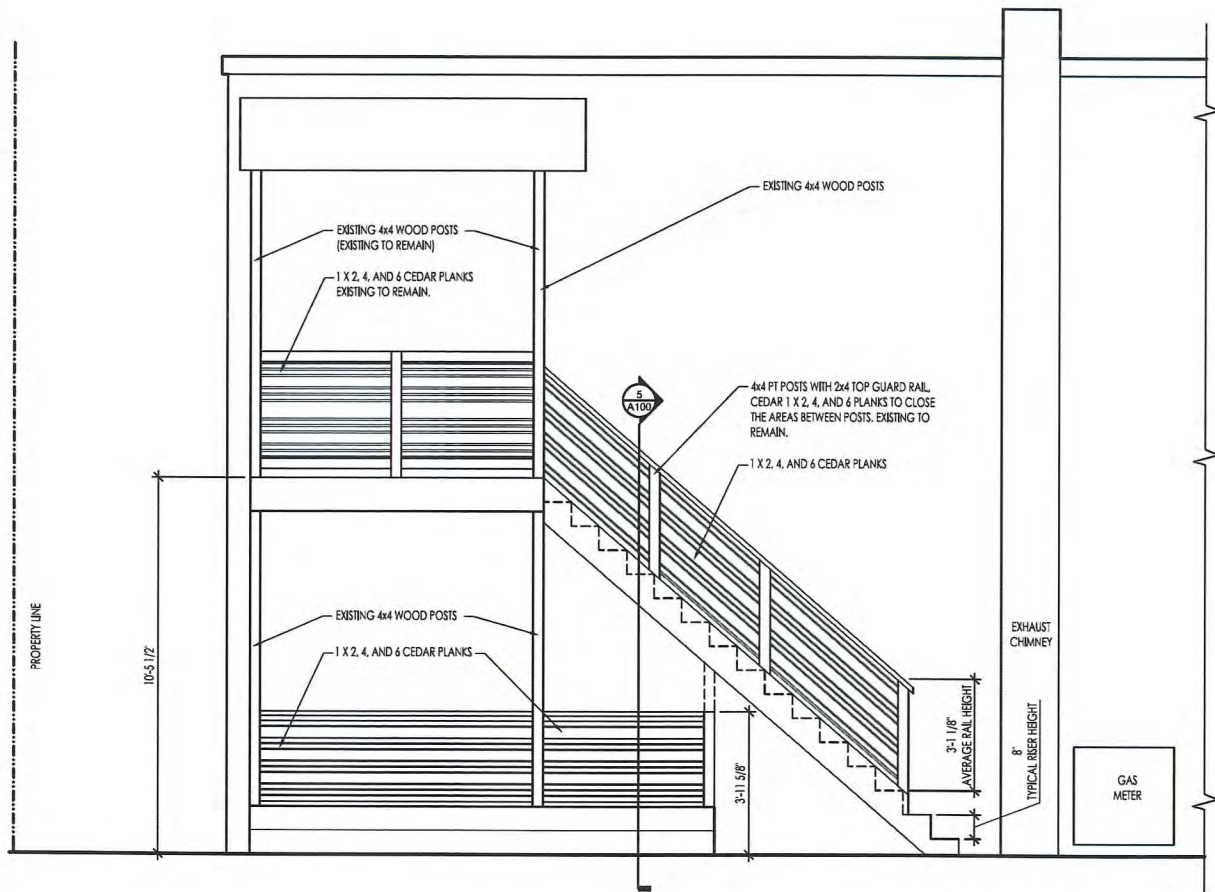 EXISTING 4x4 WOOD POSTS
EXISTING 4x4 WOOD POSTS
(EXISTING TO REMAIN)
1 X 2, 4, AND 6 CEDAR PLANKS
EXISTING TO REMAIN.
5
A100
4x4 PT POSTS WITH 2x4 TOP GUARD RAIL,
CEDAR 1 X 2, 4, AND 6 PLANKS TO CLOSE
THE AREAS BETWEEN POSTS. EXISTING TO
REMAIN.
1 X 2, 4, AND 6 CEDAR PLANKS
PROPERTY LINE
10'-5 1/2'
EXISTING 4x4 WOOD POSTS
1 X 2, 4, AND 6 CEDAR PLANKS
3'-11 5/8"
EXHAUST
CHIMNEY
3'-1 1/8"
AVERAGE RAIL HEIGHT
8"
TYPICAL RISER HEIGHT
GAS
METER